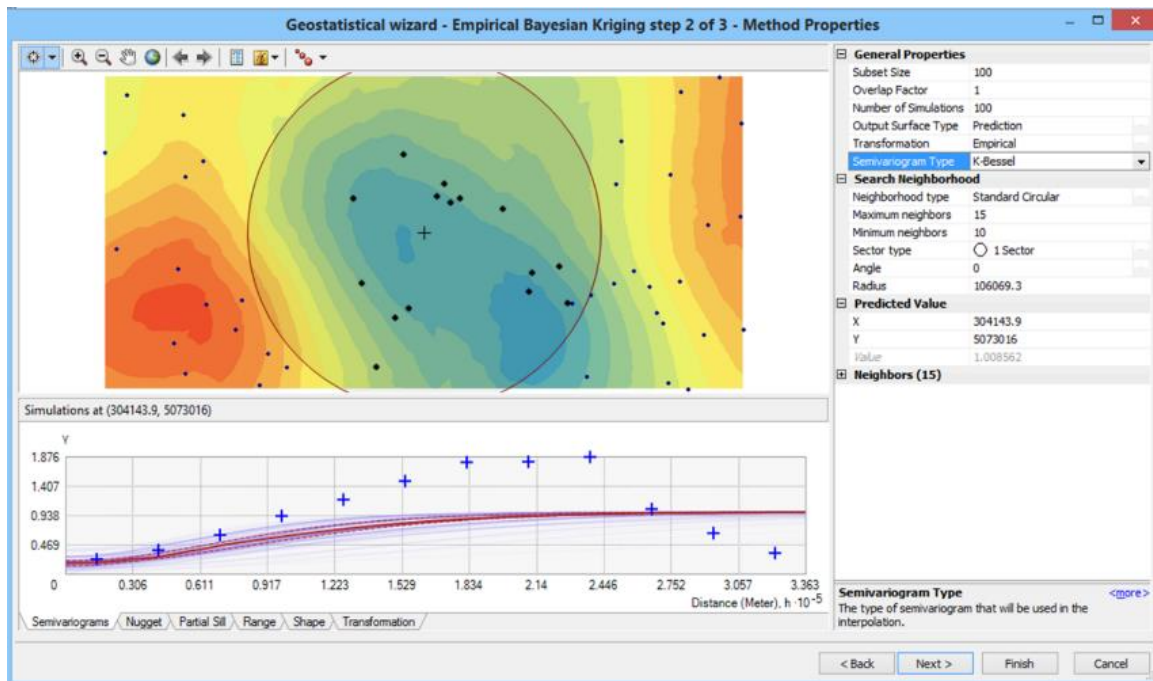 Geostatistical wizard - Empirical Bayesian Kriging step 2 of 3 - Method Properties
General Properties
Subset Size 100
Overlap Factor 1
Number of Simulations 100
Output Surface Type Prediction
Transformation Empirical
Semivariogram Type K-Bessel
Search Neighborhood
Neighborhood type Standard Circular
Maximum neighbors 15
Minimum neighbors 10
Sector type 1 Sector
Angle 0
Radius 106069.3
Predicted Value
X 304143.9
Y 5073016
Value 1.008562
Neighbors (15)
Simulations at (304143.9, 5073016)
γ
1.876
1.407
0.938
0.469
0 0.306 0.611 0.917 1.223 1.529 1.834 2.14 2.446 2.752 3.057 3.363
Distance (Meter), h ·10-5
Semivariograms Nugget Partial Sill Range Shape Transformation
Semivariogram Type <more>
The type of semivariogram that will be used in the
interpolation.
< Back Next > Finish Cancel